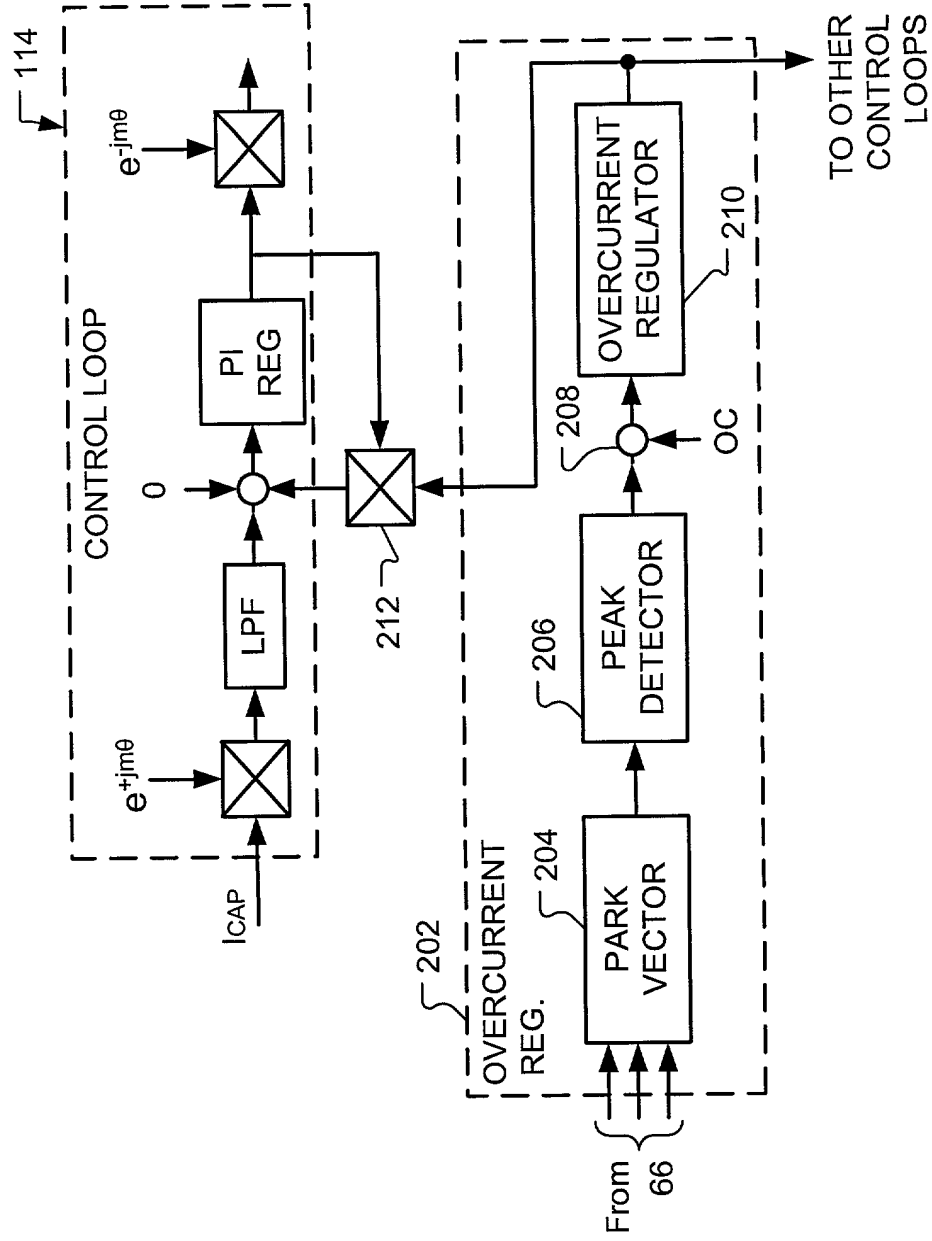 114
CONTROL LOOP
e+jmθ
0
e-jmθ
ICAP
LPF
PI
REG
212
202
OVERCURRENT
REG.
From
66
204
PARK
VECTOR
206
PEAK
DETECTOR
208
OC
OVERCURRENT
REGULATOR
210
TO OTHER
CONTROL
LOOPS